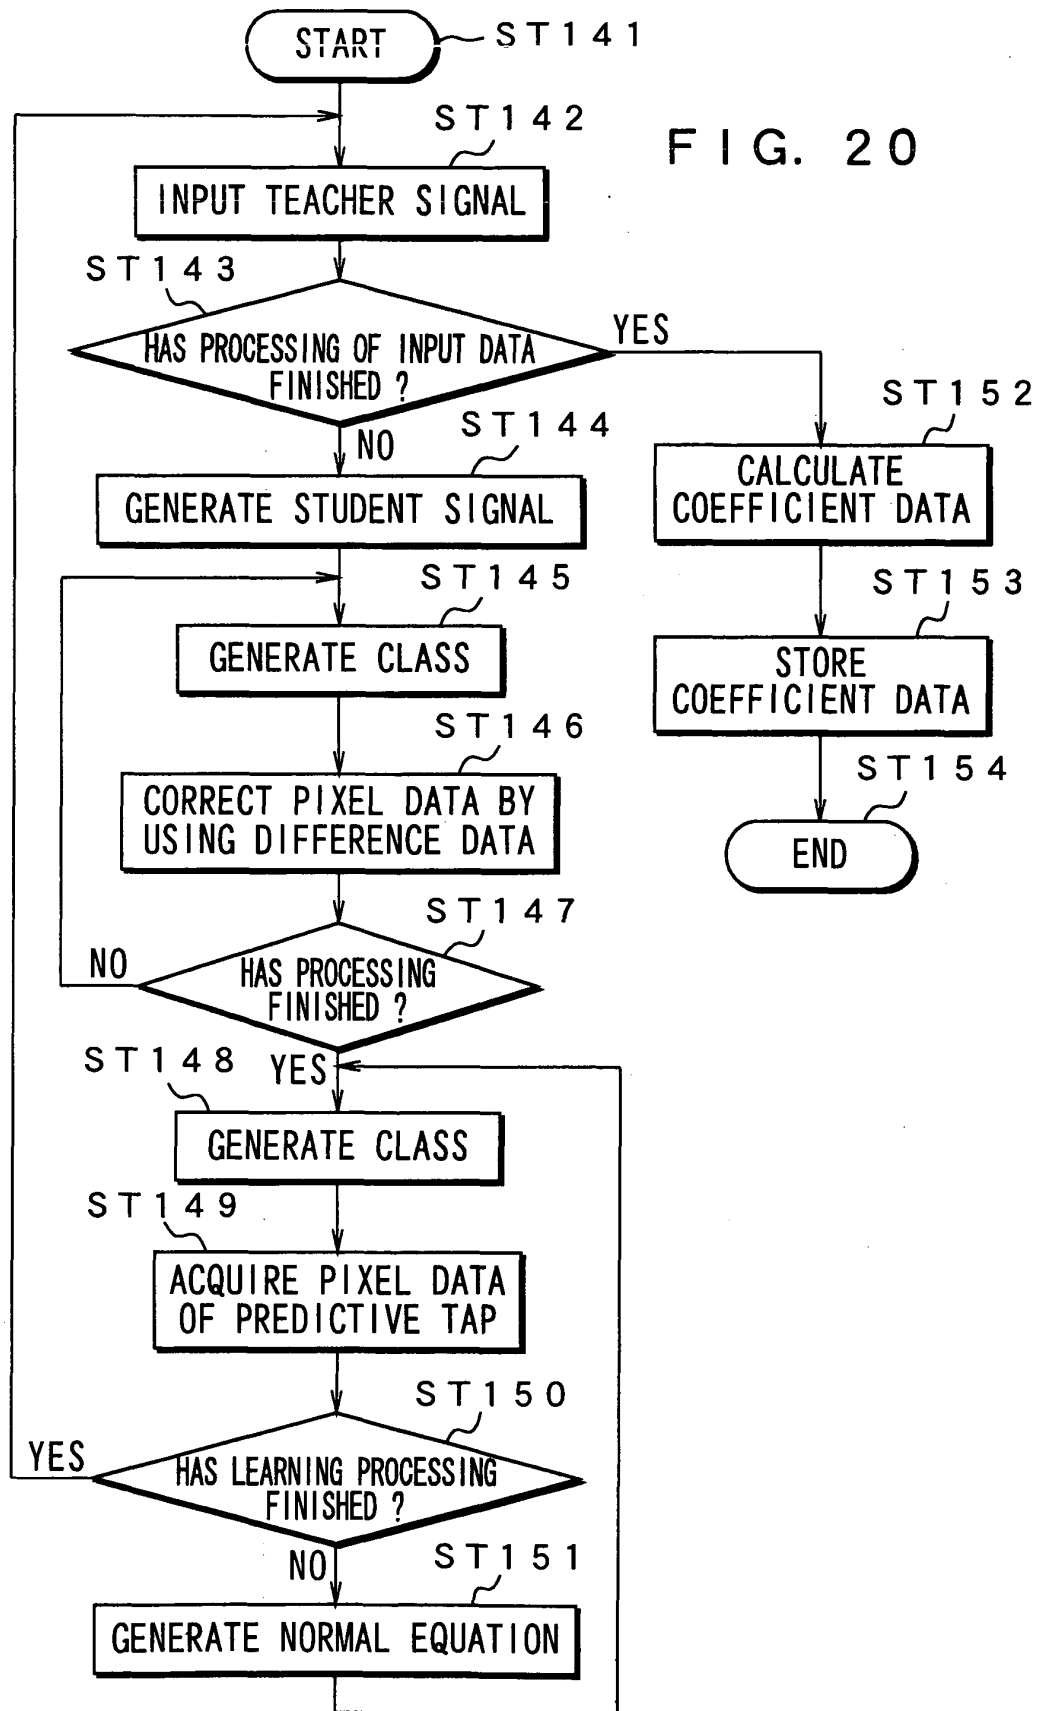 START
ST141
ST142
FIG. 20
INPUT TEACHER SIGNAL
ST143
HAS PROCESSING OF INPUT DATA
FINISHED ?
YES
NO
ST144
GENERATE STUDENT SIGNAL
ST145
GENERATE CLASS
ST146
CORRECT PIXEL DATA BY
USING DIFFERENCE DATA
ST147
HAS PROCESSING
FINISHED ?
NO
YES
ST148
GENERATE CLASS
ST149
ACQUIRE PIXEL DATA
OF PREDICTIVE TAP
ST150
HAS LEARNING PROCESSING
FINISHED ?
YES
NO
ST151
GENERATE NORMAL EQUATION
ST152
CALCULATE
COEFFICIENT DATA
ST153
STORE
COEFFICIENT DATA
ST154
END